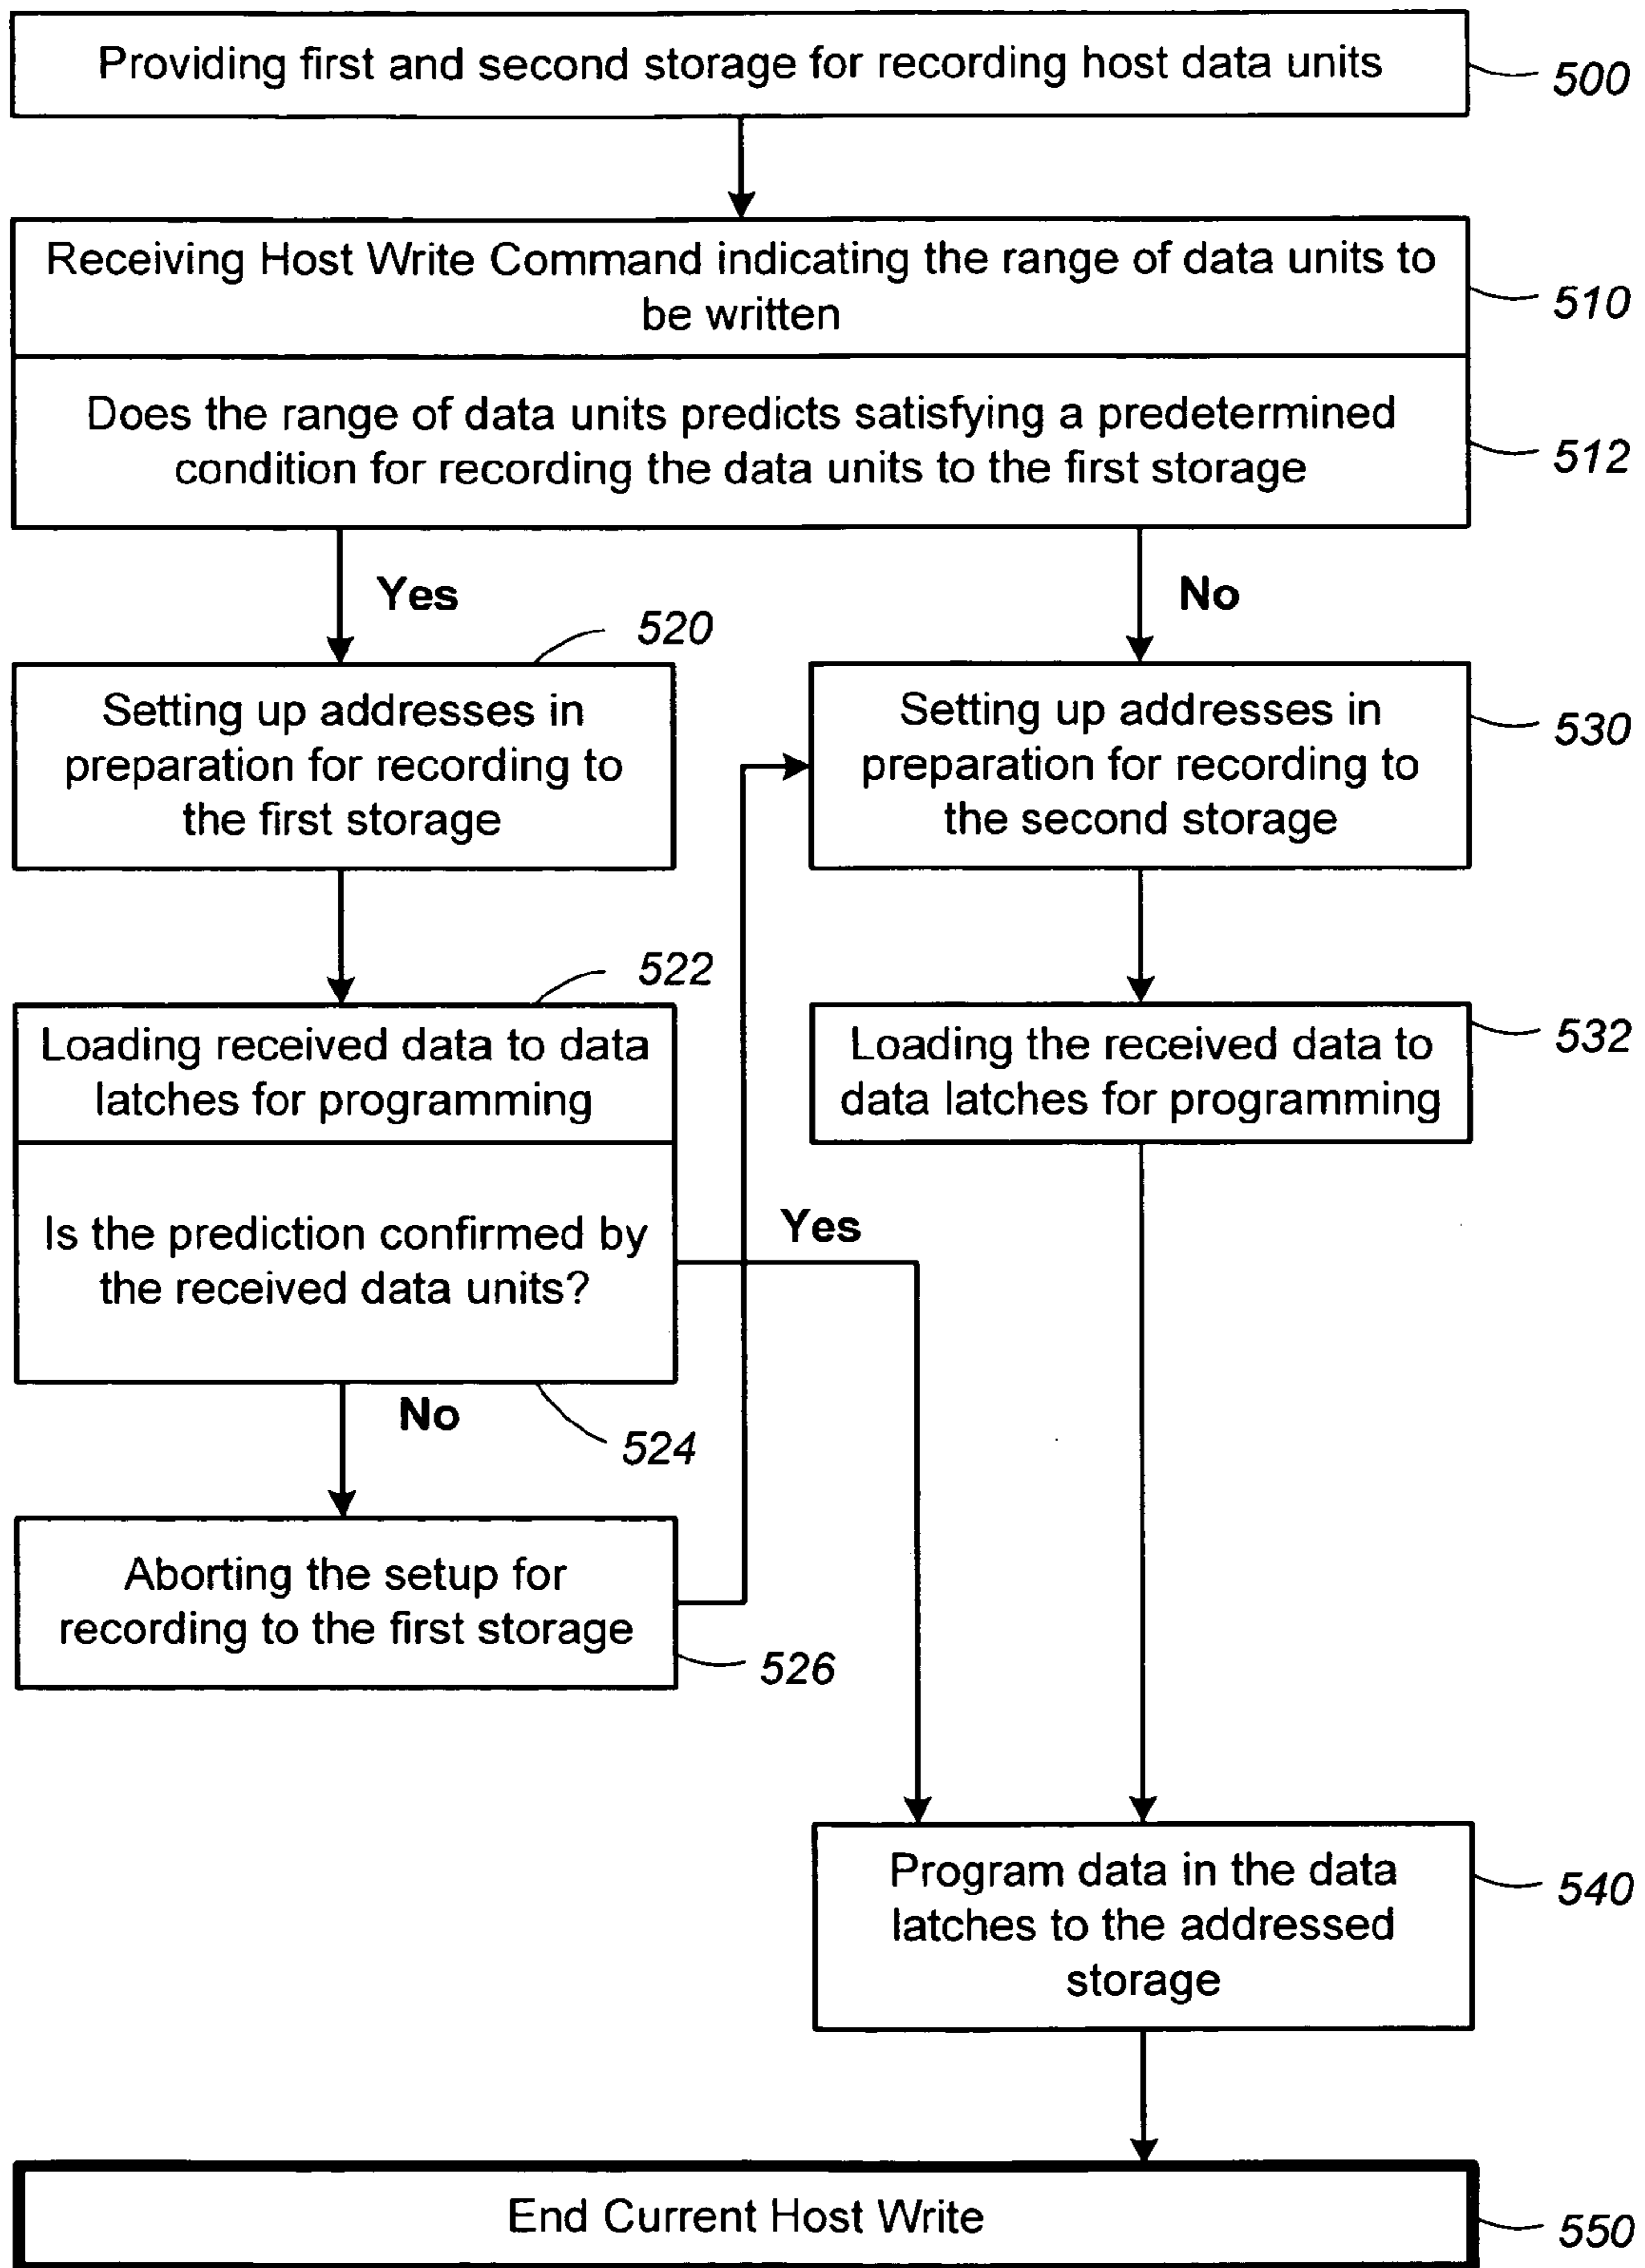 Providing first and second storage for recording host data units
500
Receiving Host Write Command indicating the range of data units to
be written
510
Does the range of data units predicts satisfying a predetermined
condition for recording the data units to the first storage
512
Yes
No
520
Setting up addresses in
preparation for recording to
the first storage
Setting up addresses in
preparation for recording to
the second storage
530
522
Loading received data to data
latches for programming
Loading the received data to
data latches for programming
532
Is the prediction confirmed by
the received data units?
Yes
No
524
Aborting the setup for
recording to the first storage
526
Program data in the data
latches to the addressed
storage
540
End Current Host Write
550